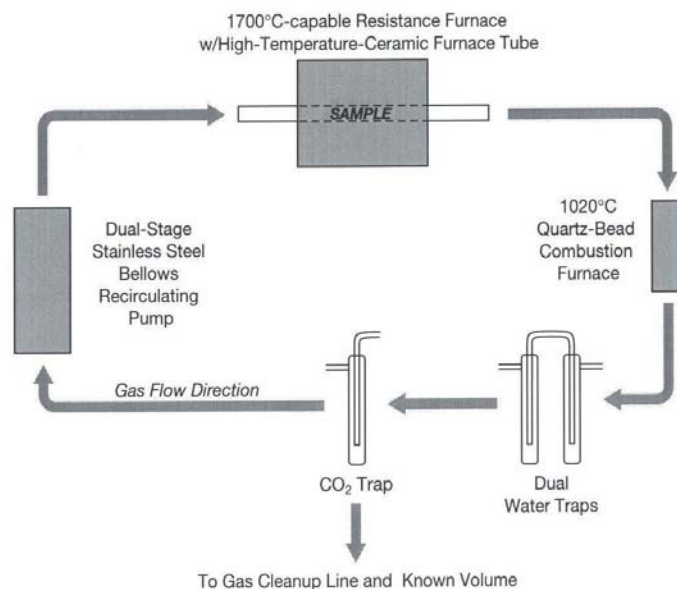 1700°C-capable Resistance Furnace
w/High-Temperature-Ceramic Furnace Tube
SAMPLE
1020°C
Quartz-Bead
Combustion
Furnace
Dual-Stage
Stainless Steel
Bellows
Recirculating
Pump
Gas Flow Direction
CO₂ Trap
Dual
Water Traps
To Gas Cleanup Line and Known Volume